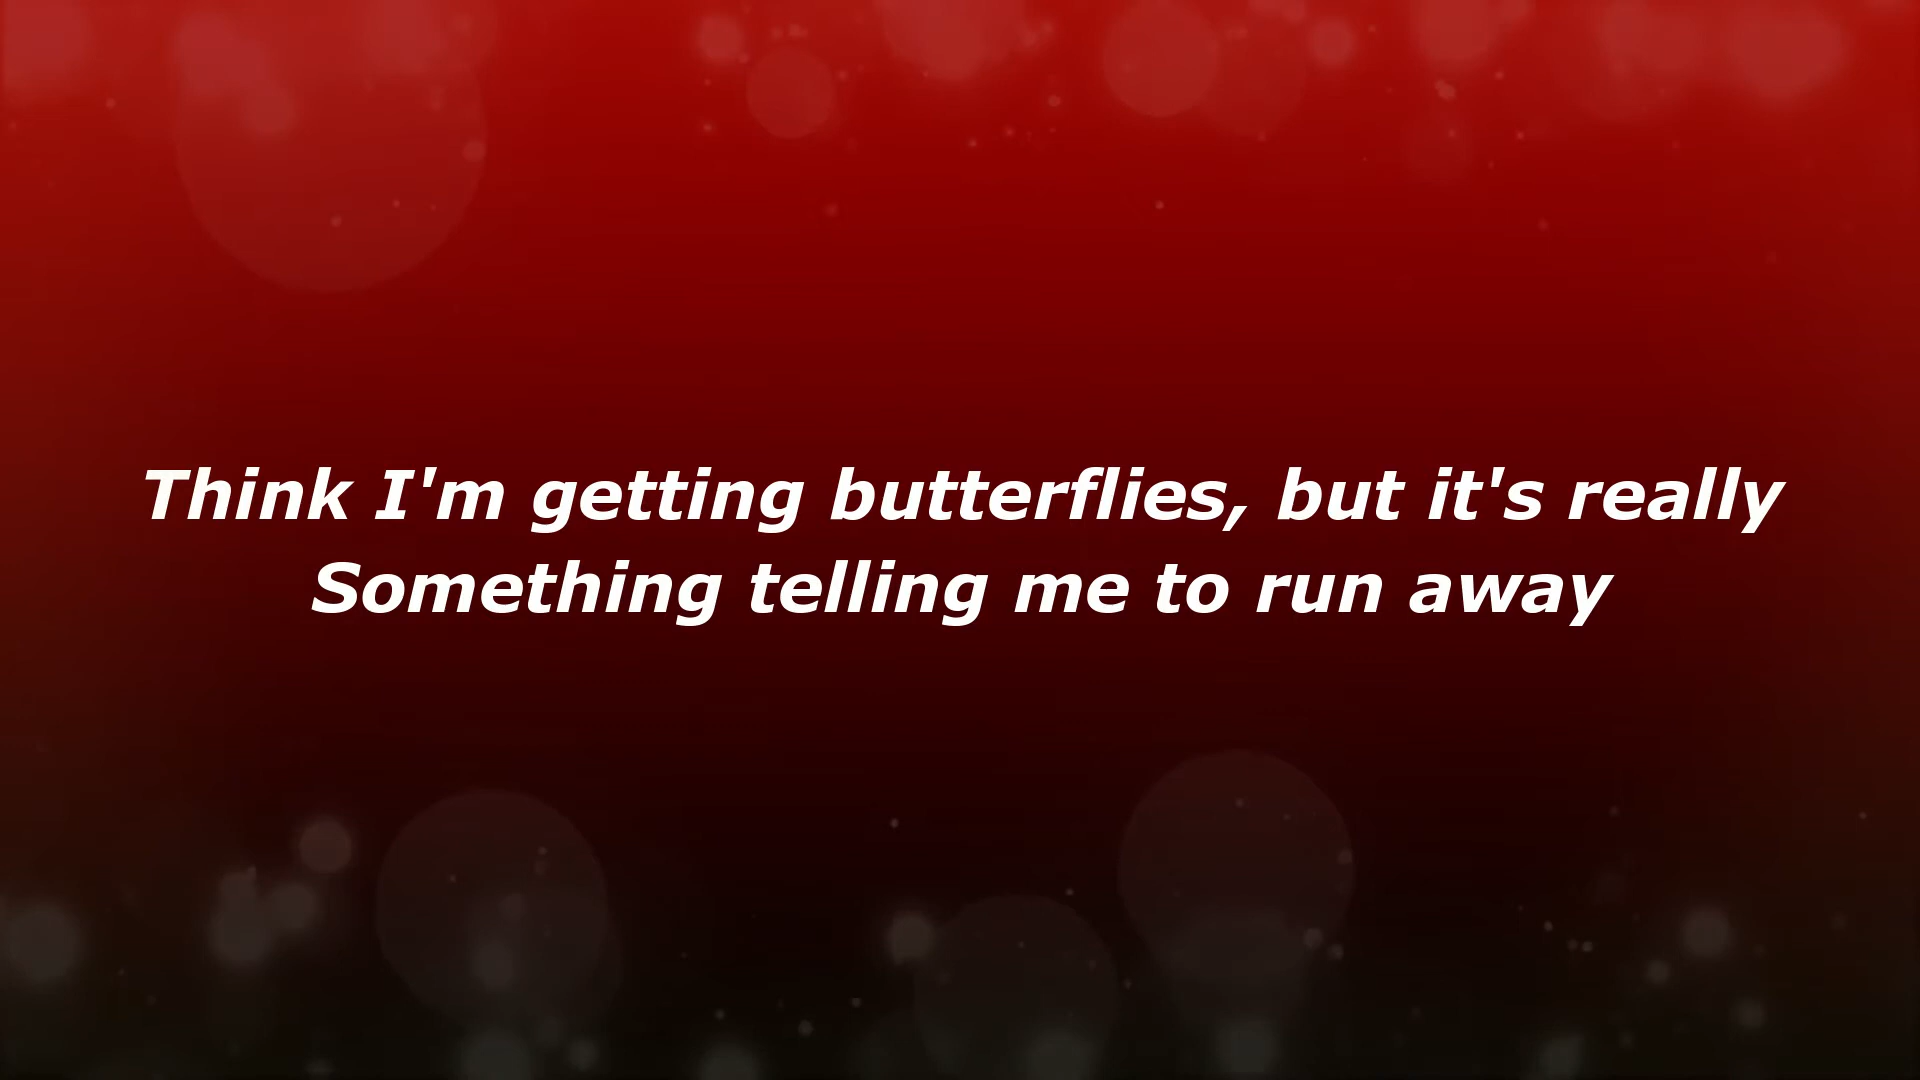 Think I'm getting butterflies, but it's really
Something telling me to run away